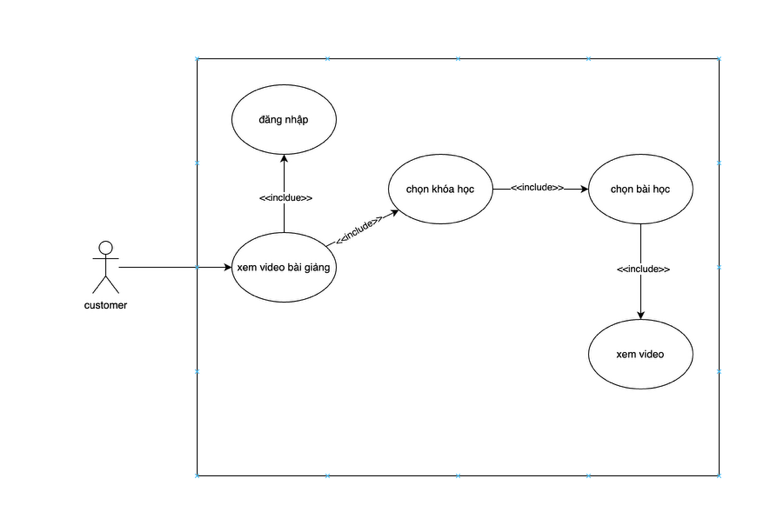 đăng nhập
<<incldue>>
chọn khóa học
<<include>>
chọn bài học
<<include>>
xem video bài giảng
<<include>>
customer
xem video